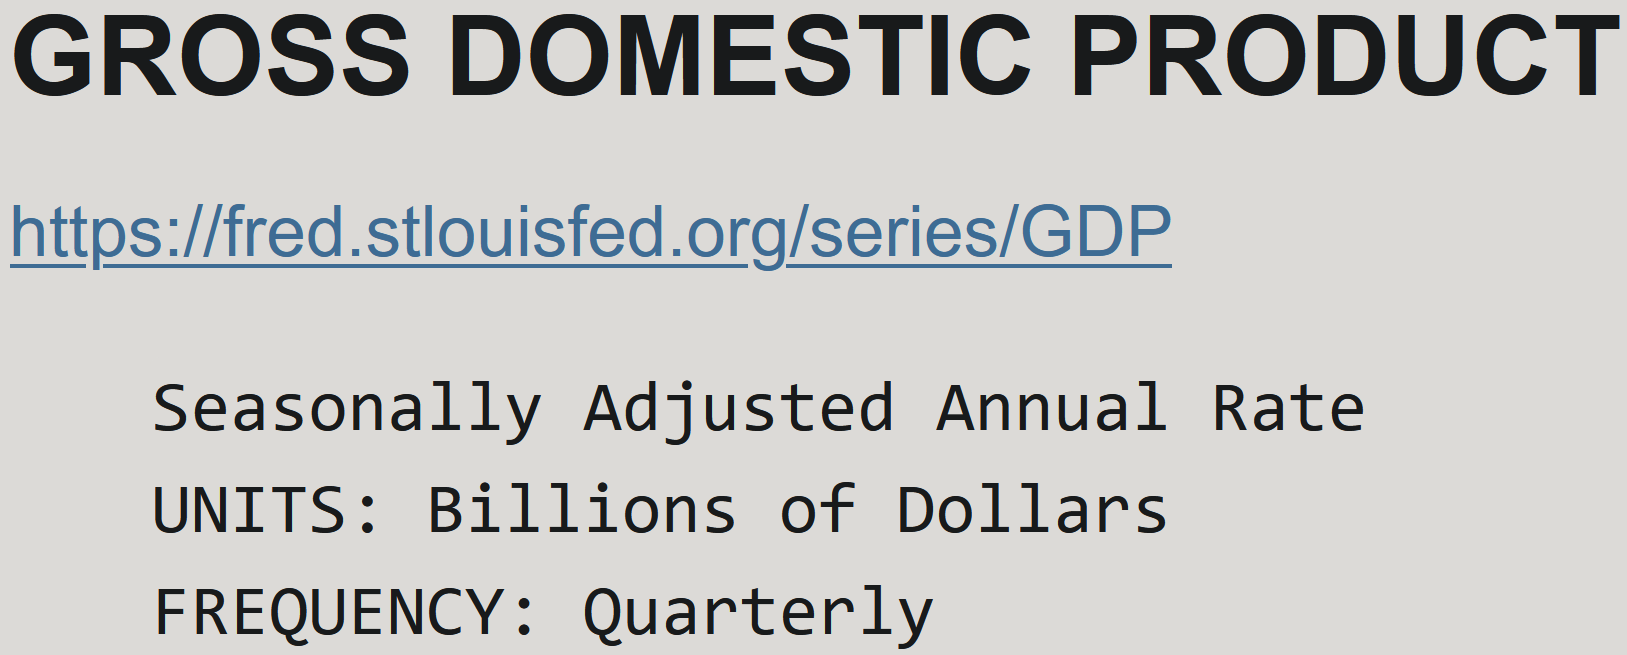 GROSS DOMESTIC PRODUCT
https://fred.stlouisfed.org/series/GDP
Seasonally Adjusted Annual Rate
UNITS: Billions of Dollars
FREQUENCY: Quarterly